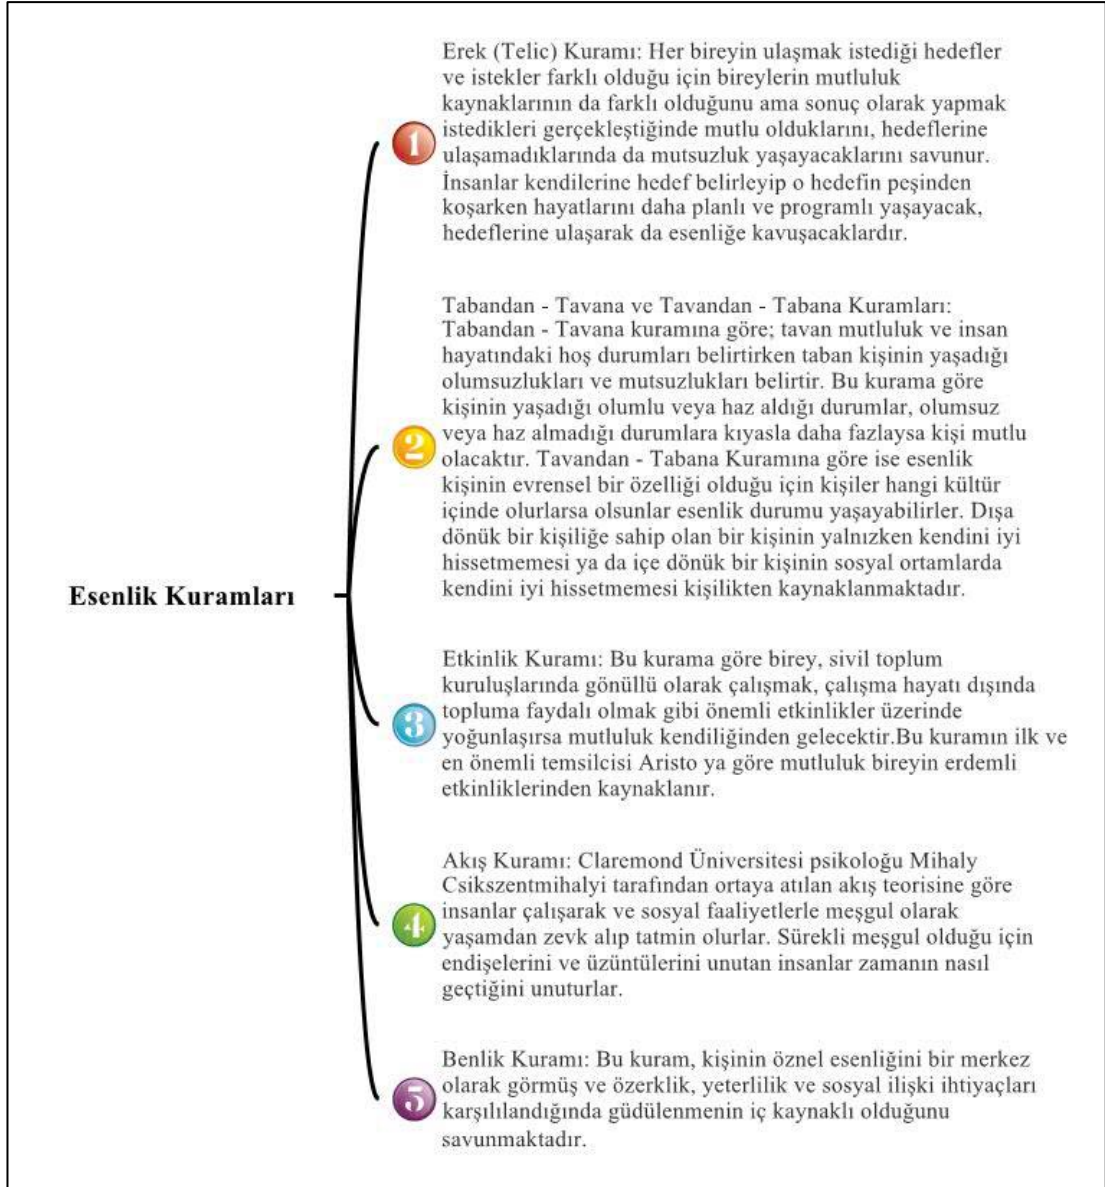 Esenlik Kuramları
1
Erek (Telic) Kuramı: Her bireyin ulaşmak istediği hedefler
ve istekler farklı olduğu için bireylerin mutluluk
kaynaklarının da farklı olduğunu ama sonuç olarak yapmak
istedikleri gerçekleştiğinde mutlu olduklarını, hedeflerine
ulaşamadıklarında da mutsuzluk yaşayacaklarını savunur.
İnsanlar kendilerine hedef belirleyip o hedefin peşinden
koşarken hayatlarını daha planlı ve programlı yaşayacak,
hedeflerine ulaşarak da esenliğe kavuşacaklardır.
2
Tabandan - Tavana ve Tavandan - Tabana Kuramları:
Tabandan - Tavana kuramına göre; tavan mutluluk ve insan
hayatındaki hoş durumları belirtirken taban kişinin yaşadığı
olumsuzlukları ve mutsuzlukları belirtir. Bu kurama göre
kişinin yaşadığı olumlu veya haz aldığı durumlar, olumsuz
veya haz almadığı durumlara kıyasla daha fazlaysa kişi mutlu
olacaktır. Tavandan - Tabana Kuramına göre ise esenlik
kişinin evrensel bir özelliği olduğu için kişiler hangi kültür
içinde olurlarsa olsunlar esenlik durumu yaşayabilirler. Dışa
dönük bir kişiliğe sahip olan bir kişinin yalnızken kendini iyi
hissetmemesi ya da içe dönük bir kişinin sosyal ortamlarda
kendini iyi hissetmemesi kişilikten kaynaklanmaktadır.
3
Etkinlik Kuramı: Bu kurama göre birey, sivil toplum
kuruluşlarında gönüllü olarak çalışmak, çalışma hayatı dışında
topluma faydalı olmak gibi önemli etkinlikler üzerinde
yoğunlaşırsa mutluluk kendiliğinden gelecektir.Bu kuramın ilk ve
en önemli temsilcisi Aristo ya göre mutluluk bireyin erdemli
etkinliklerinden kaynaklanır.
4
Akış Kuramı: Claremond Üniversitesi psikoloğu Mihaly
Csikszentmihalyi tarafından ortaya atılan akış teorisine göre
insanlar çalışarak ve sosyal faaliyetlerle meşgul olarak
yaşamdan zevk alıp tatmin olurlar. Sürekli meşgul olduğu için
endişelerini ve üzüntülerini unutan insanlar zamanın nasıl
geçtiğini unuturlar.
5
Benlik Kuramı: Bu kuram, kişinin öznel esenliğini bir merkez
olarak görmüş ve özerklik, yeterlilik ve sosyal ilişki ihtiyaçları
karşılılandığında güdülenmenin iç kaynaklı olduğunu
savunmaktadır.